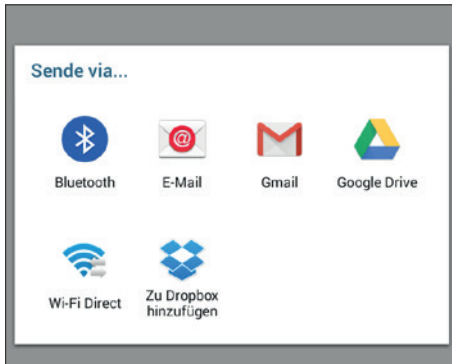 Sende via...
Bluetooth
E-Mail
Gmail
Google Drive
Wi-Fi Direct
Zu Dropbox
hinzufügen